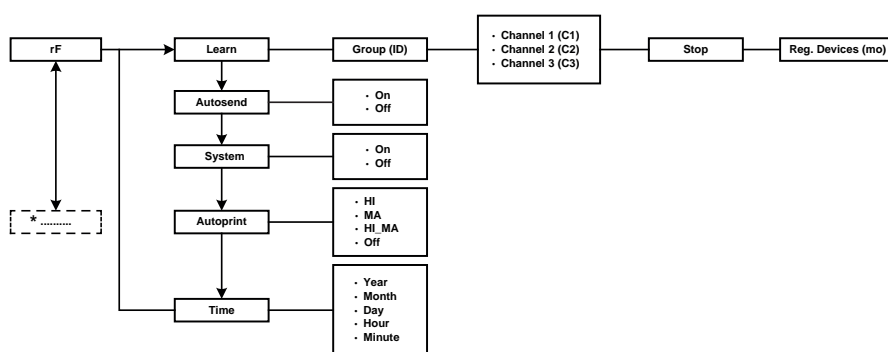 rF
Learn
Group (ID)
· Channel 1 (C1)
· Channel 2 (C2)
· Channel 3 (C3)
Stop
Reg. Devices (mo)
Autosend
· On
· Off
System
· On
· Off
* ..........
Autoprint
· HI
· MA
· HI_MA
· Off
Time
· Year
· Month
· Day
· Hour
· Minute